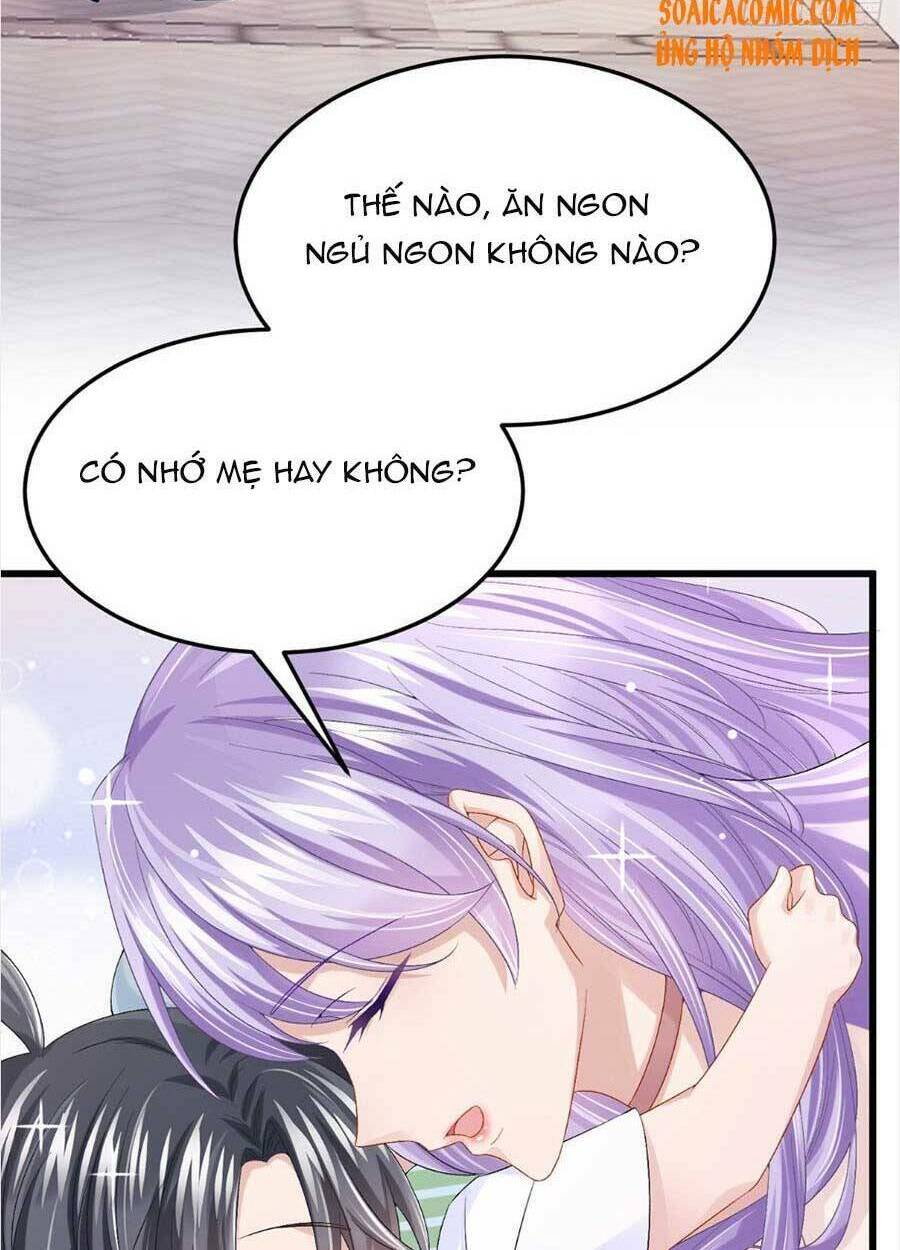 SOAICACOMIC.COM
ỦNG HỘ NHÓM DỊCH
THẾ NÀO, ĂN NGON
NGỦ NGON KHÔNG NÀO?
CÓ NHỚ MẸ HAY KHÔNG?